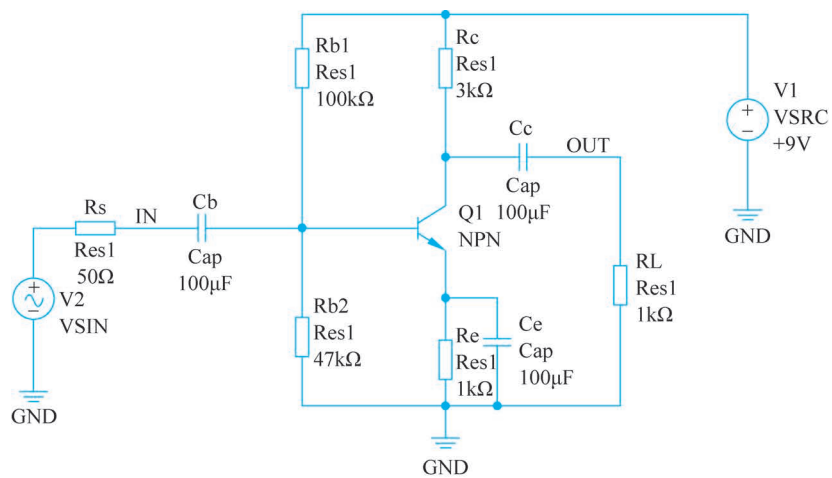 Rb1
Res1
100kΩ
Rc
Res1
3kΩ
V1
VSRC
+9V
+
−
GND
Cc
Cap
100μF
OUT
Rs
Res1
50Ω
IN
Cb
Cap
100μF
Q1
NPN
+
−
V2
VSIN
GND
Rb2
Res1
47kΩ
Re
Res1
1kΩ
Ce
Cap
100μF
RL
Res1
1kΩ
GND